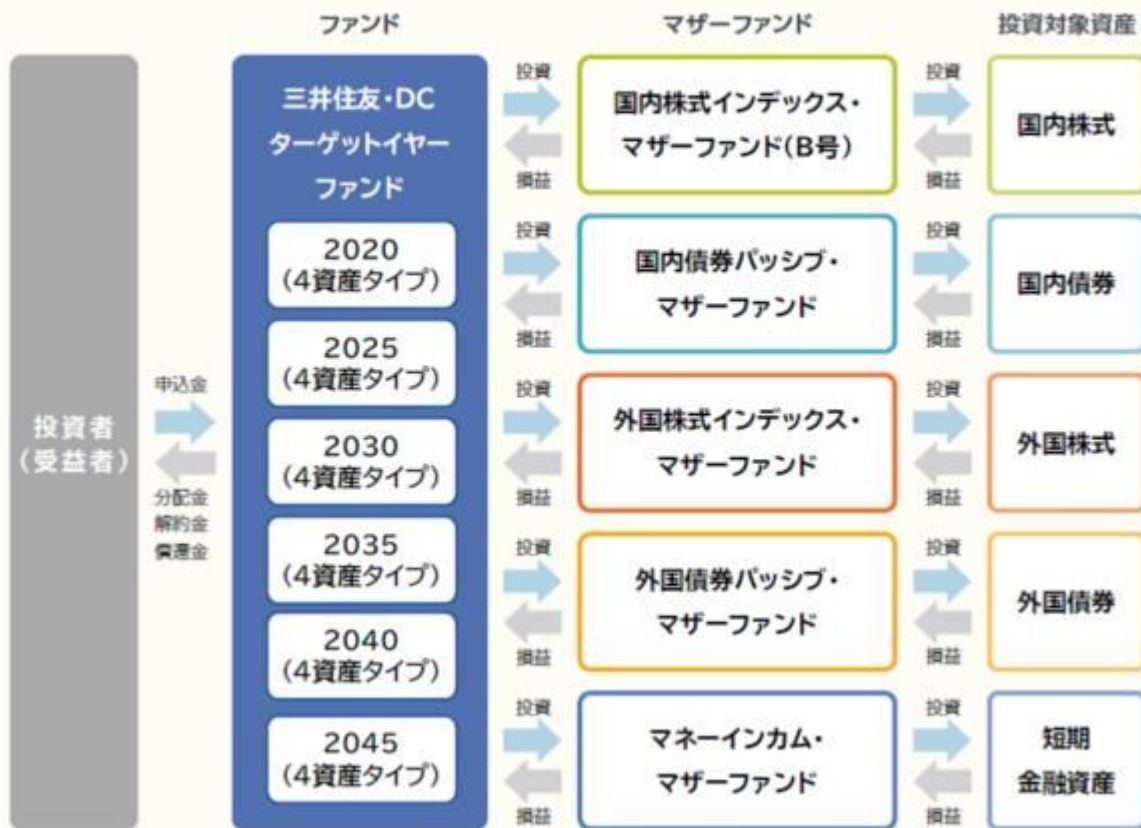 ファンド
マザーファンド
投資対象資産
投資者
(受益者)
申込金
分配金
解約金
償還金
三井住友・DC
ターゲットイヤー
ファンド
2020
(4資産タイプ)
2025
(4資産タイプ)
2030
(4資産タイプ)
2035
(4資産タイプ)
2040
(4資産タイプ)
2045
(4資産タイプ)
投資
損益
国内株式インデックス・
マザーファンド(B号)
投資
損益
国内株式
投資
損益
国内債券パッシブ・
マザーファンド
投資
損益
国内債券
投資
損益
外国株式インデックス・
マザーファンド
投資
損益
外国株式
投資
損益
外国債券パッシブ・
マザーファンド
投資
損益
外国債券
投資
損益
マネーインカム・
マザーファンド
投資
損益
短期
金融資産